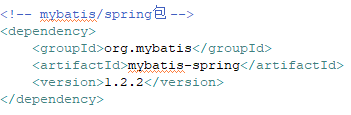 <!-- mybatis/spring包 -->
<dependency>
    <groupId>org.mybatis</groupId>
    <artifactId>mybatis-spring</artifactId>
    <version>1.2.2</version>
</dependency>